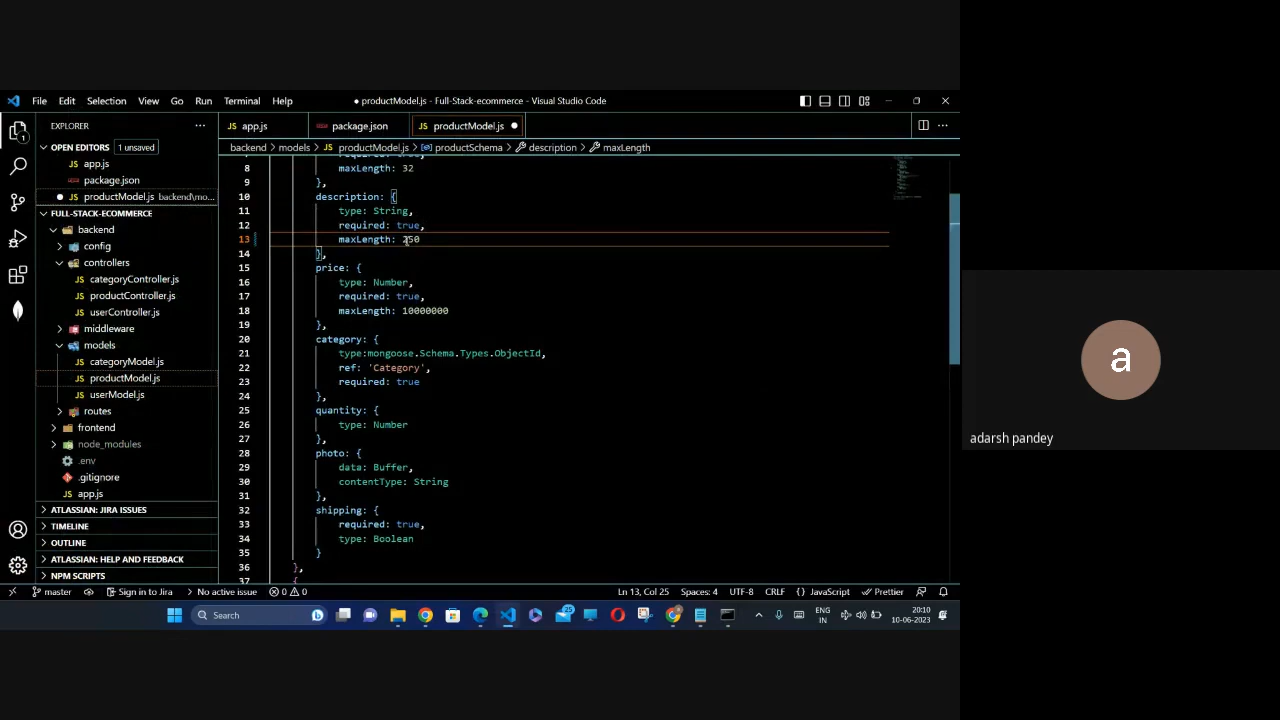 File Edit Selection View Go Run Terminal Help
● productModel.js - Full-Stack-ecommerce - Visual Studio Code
EXPLORER
OPEN EDITORS 1 unsaved
app.js
package.json
productModel.js backend\mo...
FULL-STACK-ECOMMERCE
backend
config
controllers
JS categoryController.js
JS productController.js
JS userController.js
middleware
models
JS categoryModel.js
JS productModel.js
JS userModel.js
routes
frontend
node_modules
.env
.gitignore
JS app.js
ATLASSIAN: JIRA ISSUES
TIMELINE
OUTLINE
ATLASSIAN: HELP AND FEEDBACK
NPM SCRIPTS
JS app.js package.json JS productModel.js ●
backend > models > JS productModel.js > productSchema > description > maxLength
8 maxLength: 32
9 },
10 description: {
11 type: String,
12 required: true,
13 maxLength: 250
14 },
15 price: {
16 type: Number,
17 required: true,
18 maxLength: 10000000
19 },
20 category: {
21 type:mongoose.Schema.Types.ObjectId,
22 ref: 'Category',
23 required: true
24 },
25 quantity: {
26 type: Number
27 },
28 photo: {
29 data: Buffer,
30 contentType: String
31 },
32 shipping: {
33 required: true,
34 type: Boolean
35 }
36 },
37 {
master Sign in to Jira No active issue 0 0 Ln 13, Col 25 Spaces: 4 UTF-8 CRLF {} JavaScript Prettier
Search
ENG
IN
20:10
10-06-2023
a
adarsh pandey